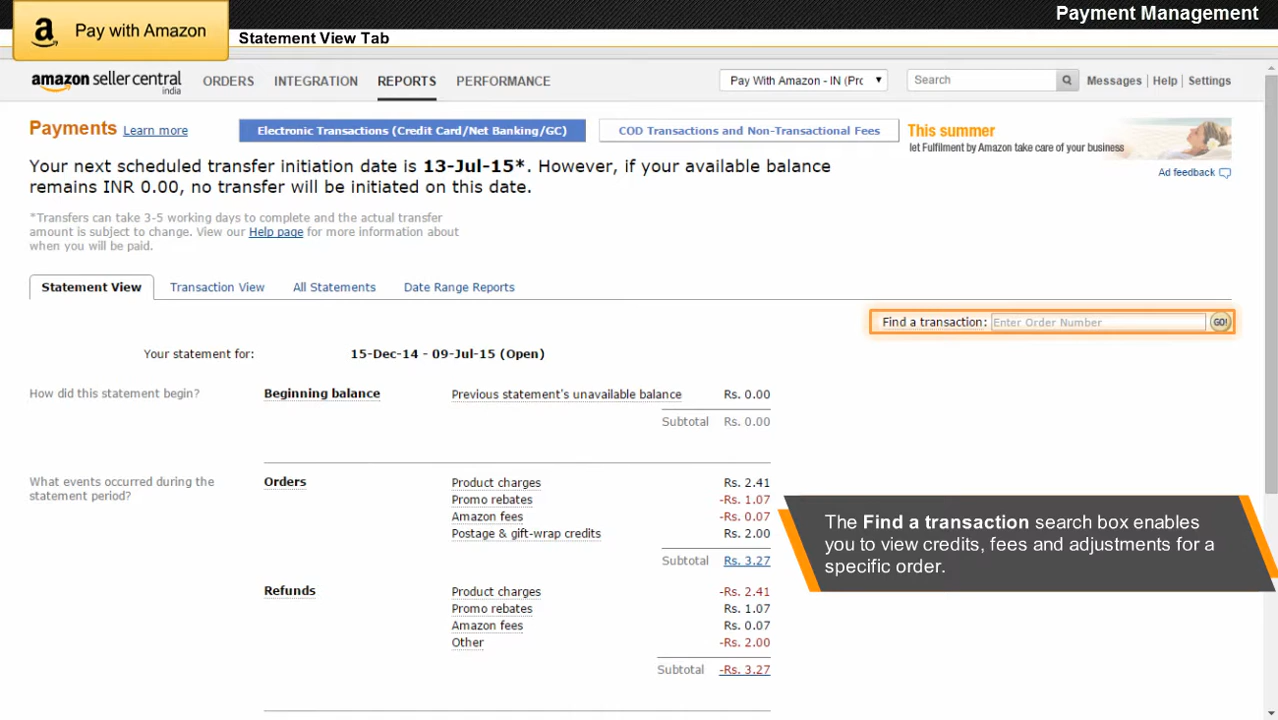 Payment Management
Pay with Amazon
Statement View Tab
amazon seller central
india
ORDERS INTEGRATION REPORTS PERFORMANCE
Pay With Amazon - IN (Prc
Search
Messages | Help | Settings
Payments Learn more
Electronic Transactions (Credit Card/Net Banking/GC)
COD Transactions and Non-Transactional Fees
This summer
let Fulfilment by Amazon take care of your business
Ad feedback
Your next scheduled transfer initiation date is 13-Jul-15*. However, if your available balance
remains INR 0.00, no transfer will be initiated on this date.
*Transfers can take 3-5 working days to complete and the actual transfer
amount is subject to change. View our Help page for more information about
when you will be paid.
Statement View Transaction View All Statements Date Range Reports
Find a transaction: Enter Order Number GO!
Your statement for: 15-Dec-14 - 09-Jul-15 (Open)
How did this statement begin? Beginning balance Previous statement's unavailable balance Rs. 0.00
Subtotal Rs. 0.00
What events occurred during the
statement period?
Orders Product charges Rs. 2.41
Promo rebates -Rs. 1.07
Amazon fees -Rs. 0.07
Postage & gift-wrap credits Rs. 2.00
Subtotal Rs. 3.27
Refunds Product charges -Rs. 2.41
Promo rebates Rs. 1.07
Amazon fees Rs. 0.07
Other -Rs. 2.00
Subtotal -Rs. 3.27
The Find a transaction search box enables
you to view credits, fees and adjustments for a
specific order.